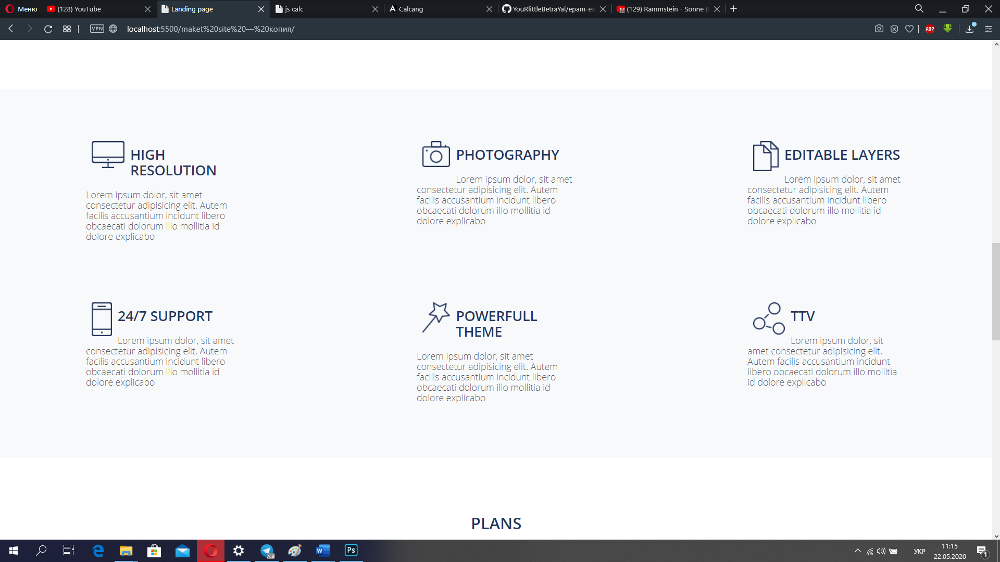 Меню
(128) YouTube
Landing page
js calc
Calcang
YouRlittleBetraYal/epam-ex
(129) Rammstein - Sonne (
VPN
localhost:5500/maket%20site%20—%20копия/
ABP
HIGH
RESOLUTION
Lorem ipsum dolor, sit amet
consectetur adipisicing elit. Autem
facilis accusantium incidunt libero
obcaecati dolorum illo mollitia id
dolore explicabo
PHOTOGRAPHY
Lorem ipsum dolor, sit amet
consectetur adipisicing elit. Autem
facilis accusantium incidunt libero
obcaecati dolorum illo mollitia id
dolore explicabo
EDITABLE LAYERS
Lorem ipsum dolor, sit amet
consectetur adipisicing elit. Autem
facilis accusantium incidunt libero
obcaecati dolorum illo mollitia id
dolore explicabo
24/7 SUPPORT
Lorem ipsum dolor, sit amet
consectetur adipisicing elit. Autem
facilis accusantium incidunt libero
obcaecati dolorum illo mollitia id
dolore explicabo
POWERFULL
THEME
Lorem ipsum dolor, sit amet
consectetur adipisicing elit. Autem
facilis accusantium incidunt libero
obcaecati dolorum illo mollitia id
dolore explicabo
TTV
Lorem ipsum dolor, sit
amet consectetur adipisicing elit.
Autem facilis accusantium incidunt
libero obcaecati dolorum illo mollitia
id dolore explicabo
PLANS
768
W
Ps
УКР
11:15
22.05.2020
1